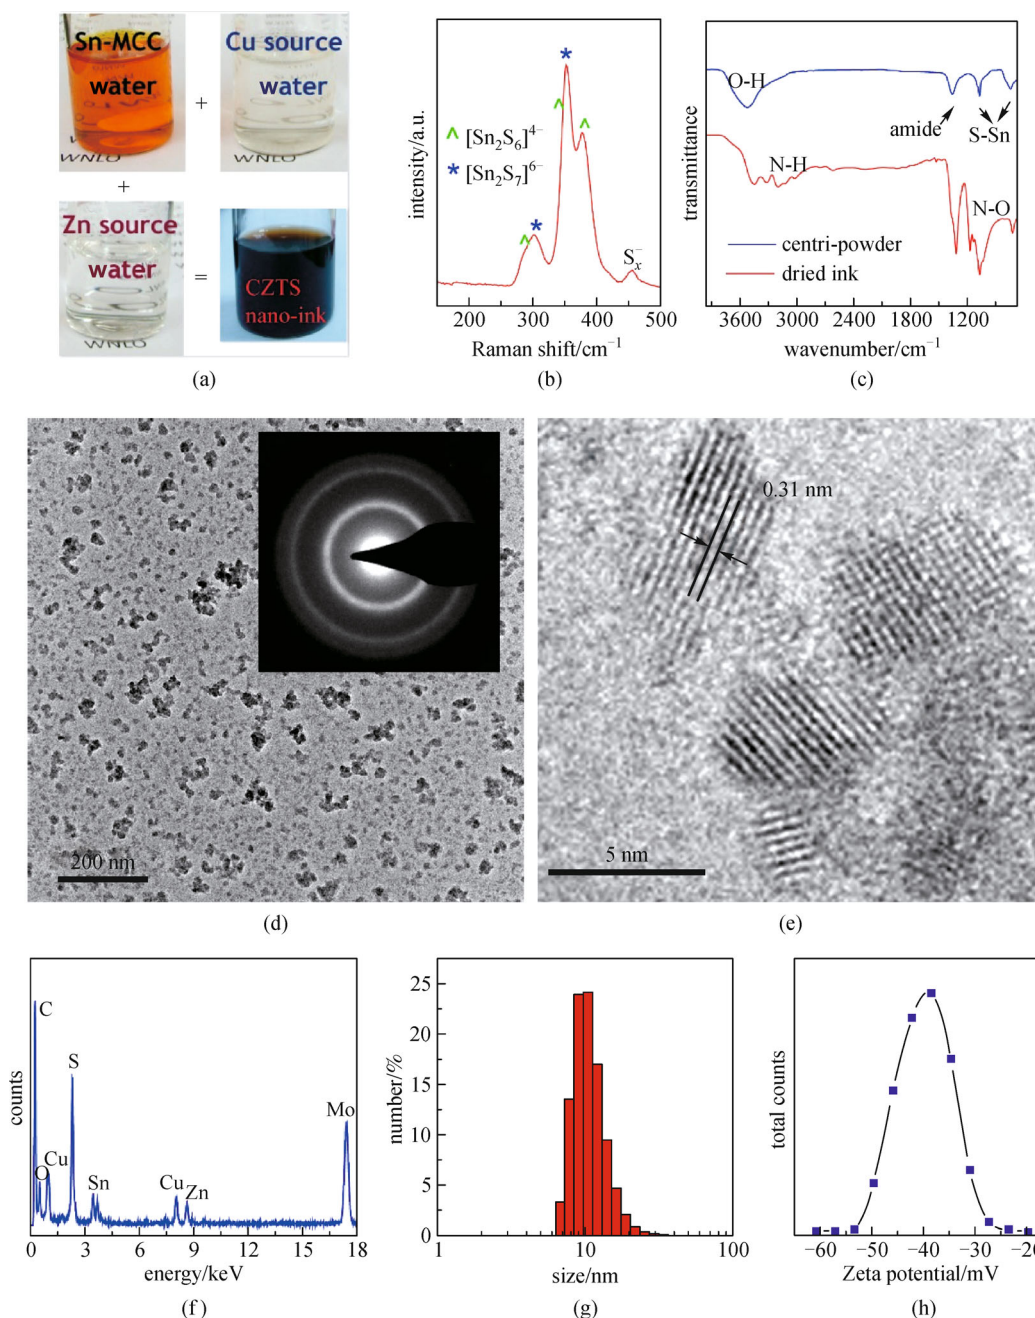 Sn-MCC
water
+
Cu source
water
WNLO
WNLO
+
Zn source
water
=
CZTS
nano-ink
WNLO
(a)
intensity/a.u.
^ [Sn₂S₆]⁴⁻
* [Sn₂S₇]⁶⁻
Sₓ⁻
150 200 300 400 500
Raman shift/cm⁻¹
(b)
transmittance
O-H
amide
S-Sn
N-H
N-O
centri-powder
dried ink
3600 3000 2400 1800 1200
wavenumber/cm⁻¹
(c)
200 nm
(d)
0.31 nm
5 nm
(e)
counts
C
O
Cu
S
Sn
Cu
Zn
Mo
0 3 6 9 12 15 18
energy/keV
(f)
number/%
25
20
15
10
5
0
1 10 100
size/nm
(g)
total counts
−60 −50 −40 −30 −20
Zeta potential/mV
(h)